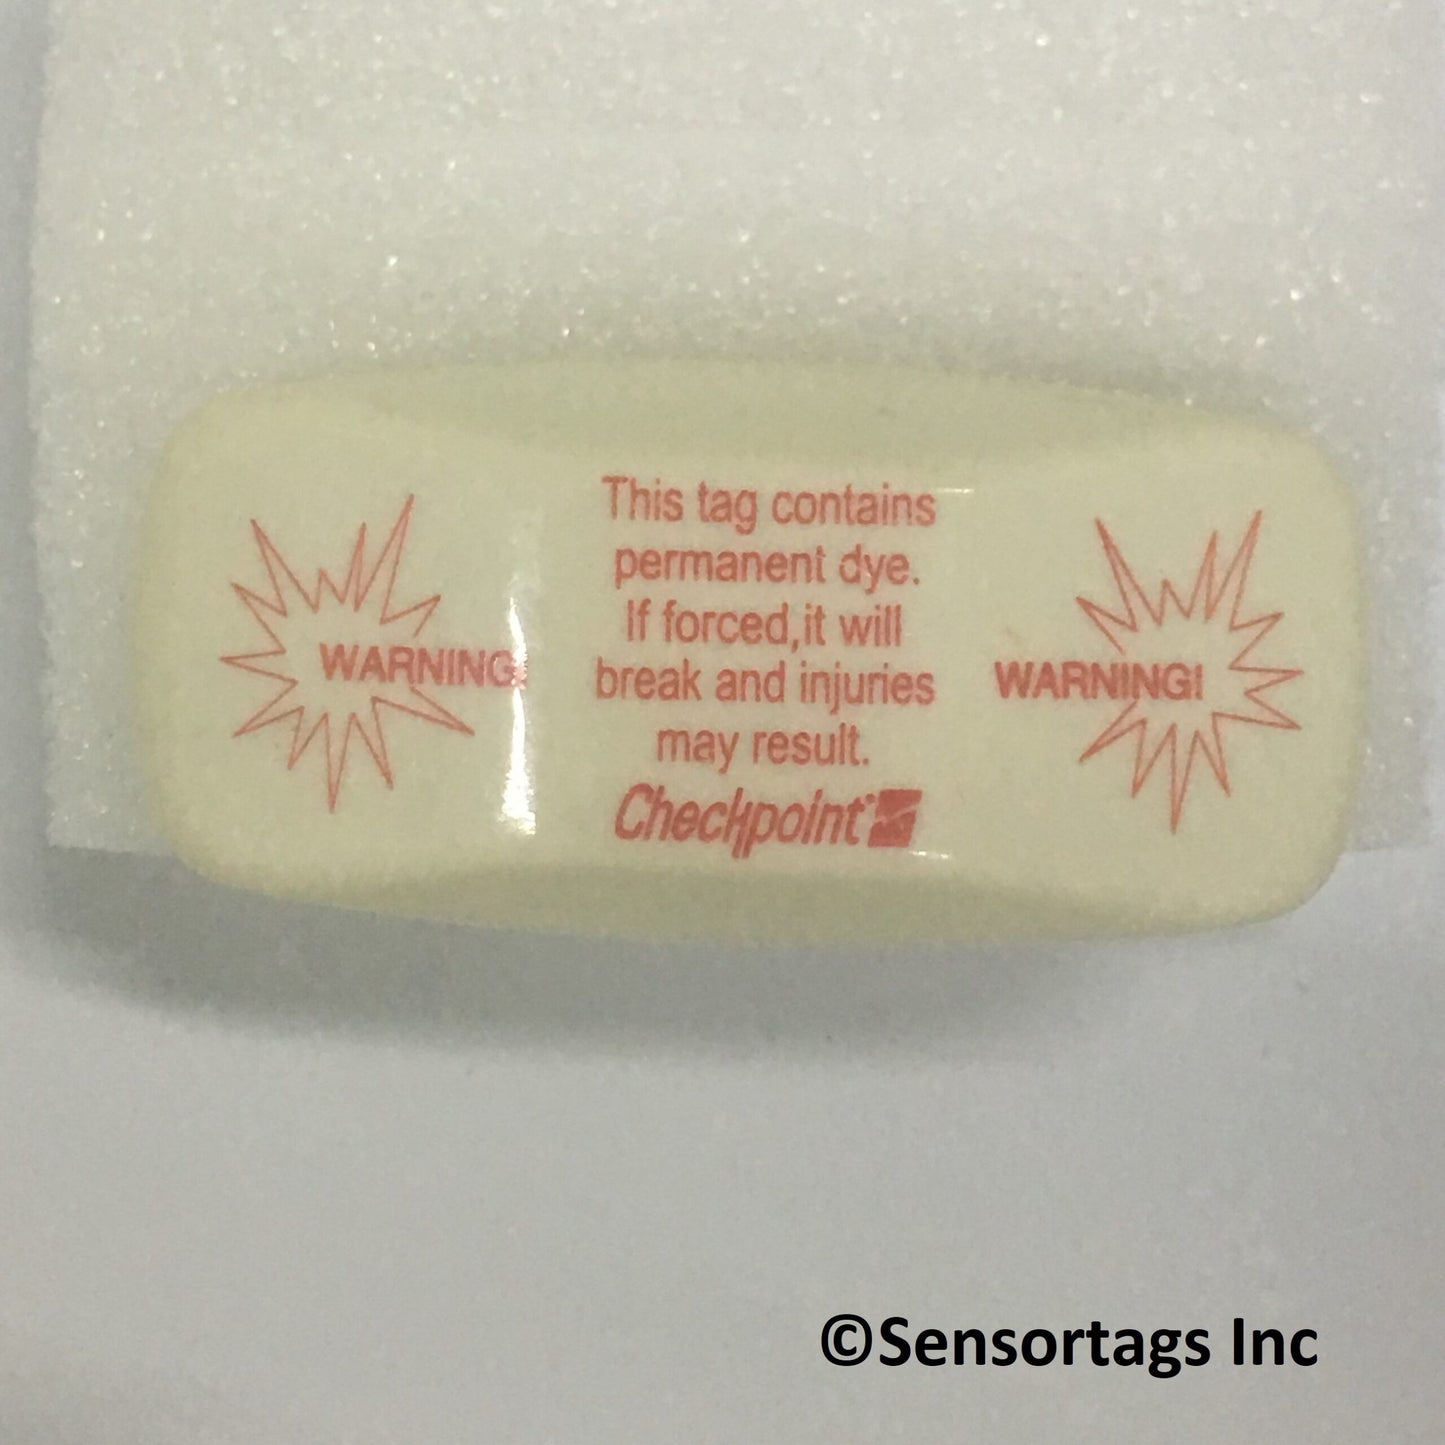 This tag contains
permanent dye.
If forced,it will
break and injuries
may result.
Checkpoint
WARNING!
WARNING!
©Sensortags Inc